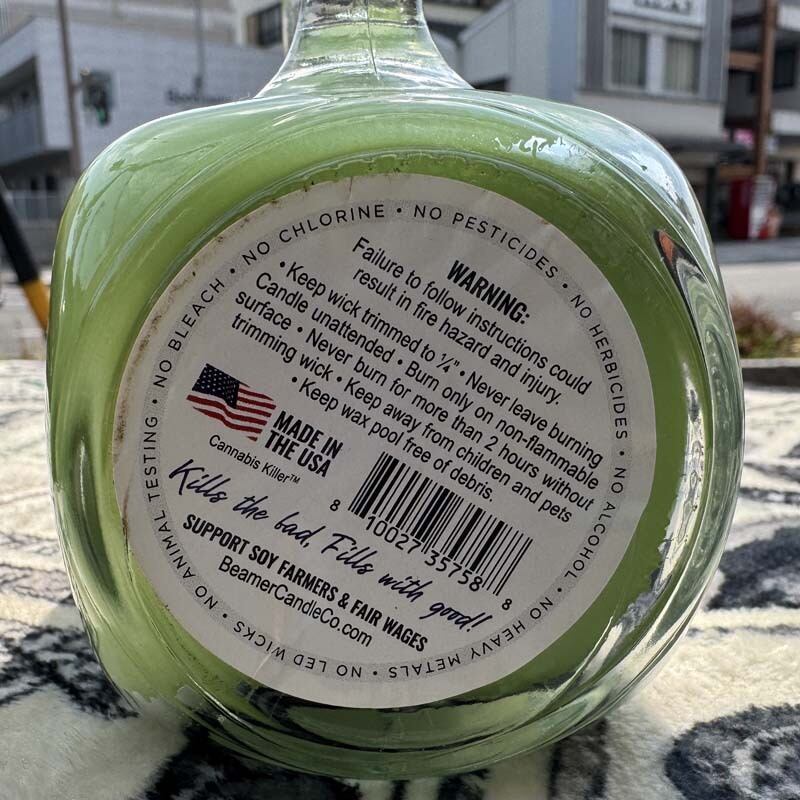 WARNING:
Failure to follow instructions could
result in fire hazard and injury.
• Keep wick trimmed to ¼" • Never leave burning
Candle unattended • Burn only on non-flammable
surface • Never burn for more than 2 hours without
trimming wick • Keep away from children and pets
• Keep wax pool free of debris.
MADE IN
THE USA
Cannabis Killer™
8 10027 35758 8
Kills the bad, Fills with good!
SUPPORT SOY FARMERS & FAIR WAGES
BeamerCandleCo.com
NO ANIMAL TESTING • NO BLEACH • NO CHLORINE • NO PESTICIDES • NO HERBICIDES • NO ALCOHOL • NO HEAVY METALS • NO LED WICKS •